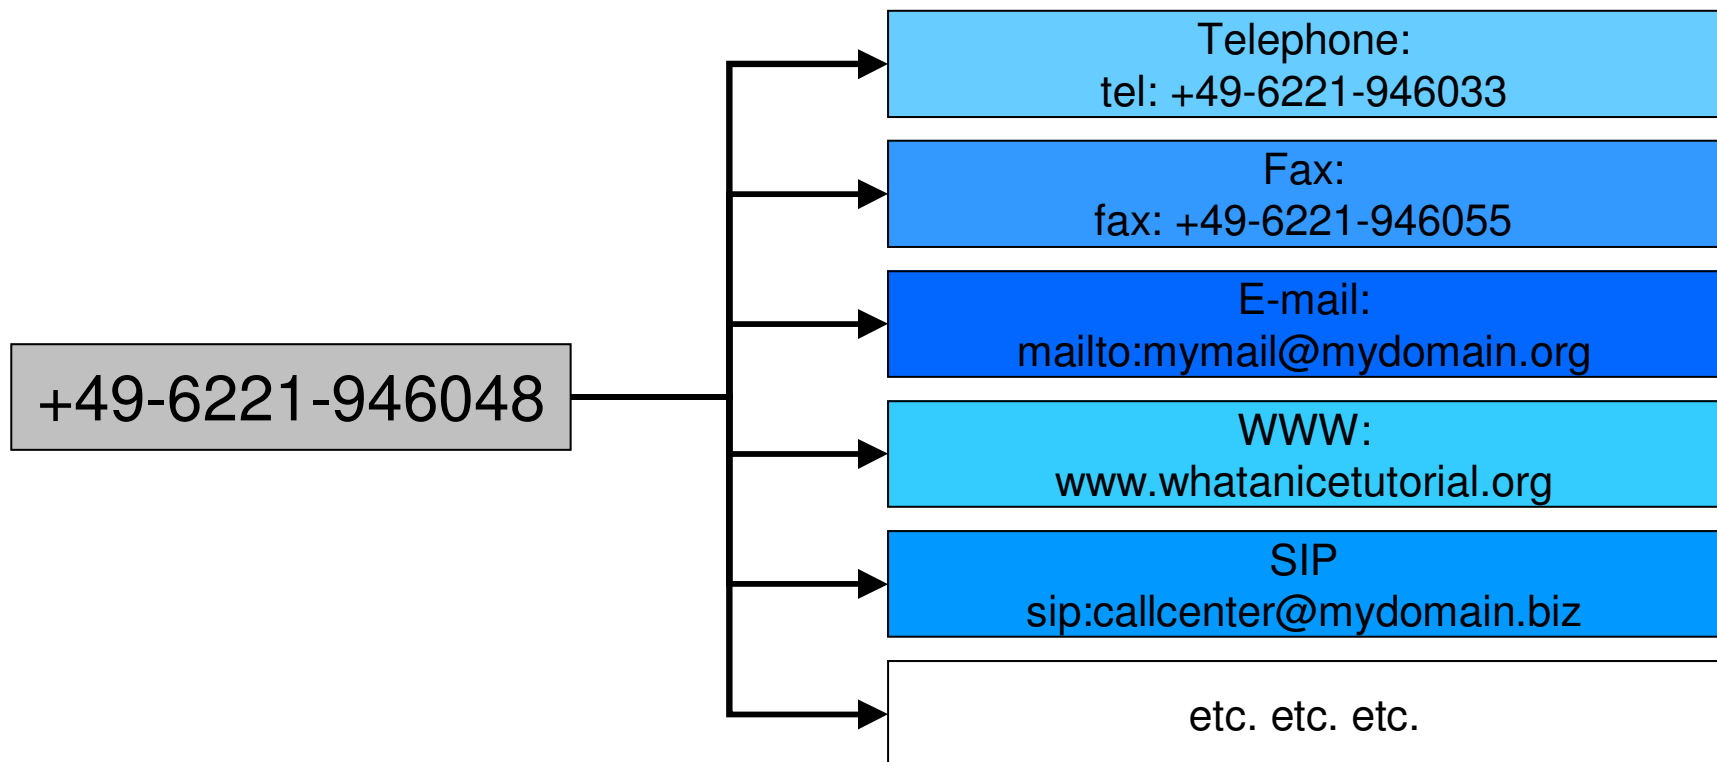 Telephone:
tel: +49-6221-946033
Fax:
fax: +49-6221-946055
E-mail:
mailto:mymail@mydomain.org
+49-6221-946048
WWW:
www.whatanicetutorial.org
SIP
sip:callcenter@mydomain.biz
etc. etc. etc.